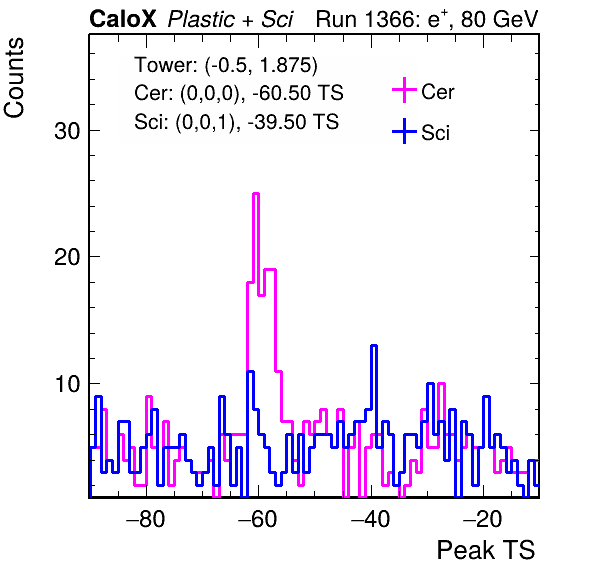 CaloX Plastic + Sci Run 1366: e+, 80 GeV
Counts
Tower: (-0.5, 1.875)
Cer: (0,0,0), -60.50 TS
Sci: (0,0,1), -39.50 TS
Cer
Sci
30
20
10
−80 −60 −40 −20
Peak TS